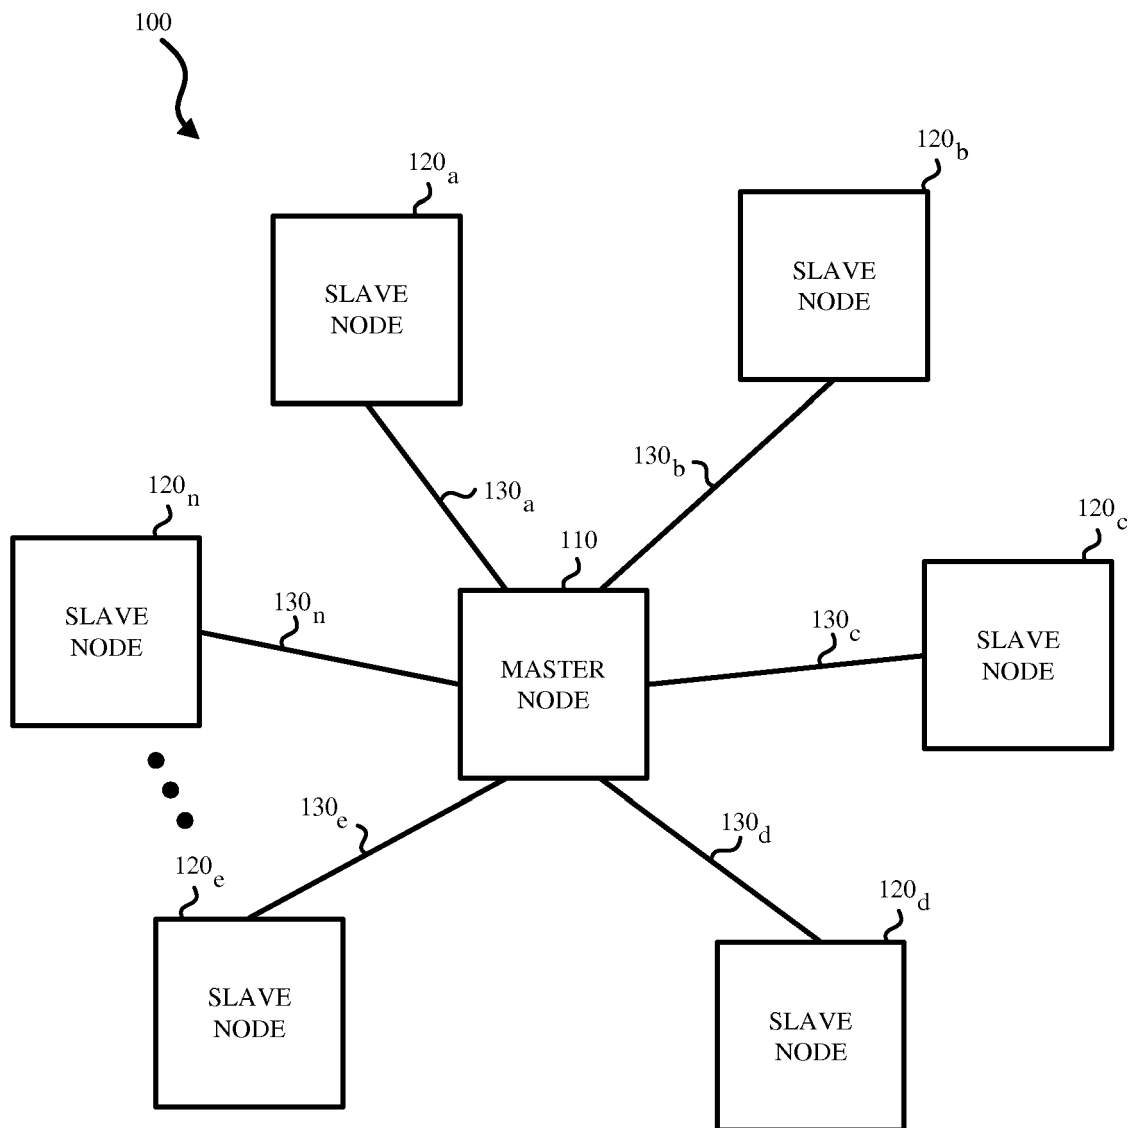 100
120a
120b
SLAVE
NODE
SLAVE
NODE
130a
130b
120n
120c
110
SLAVE
NODE
130n
130c
SLAVE
NODE
MASTER
NODE
130e
130d
120e
120d
SLAVE
NODE
SLAVE
NODE